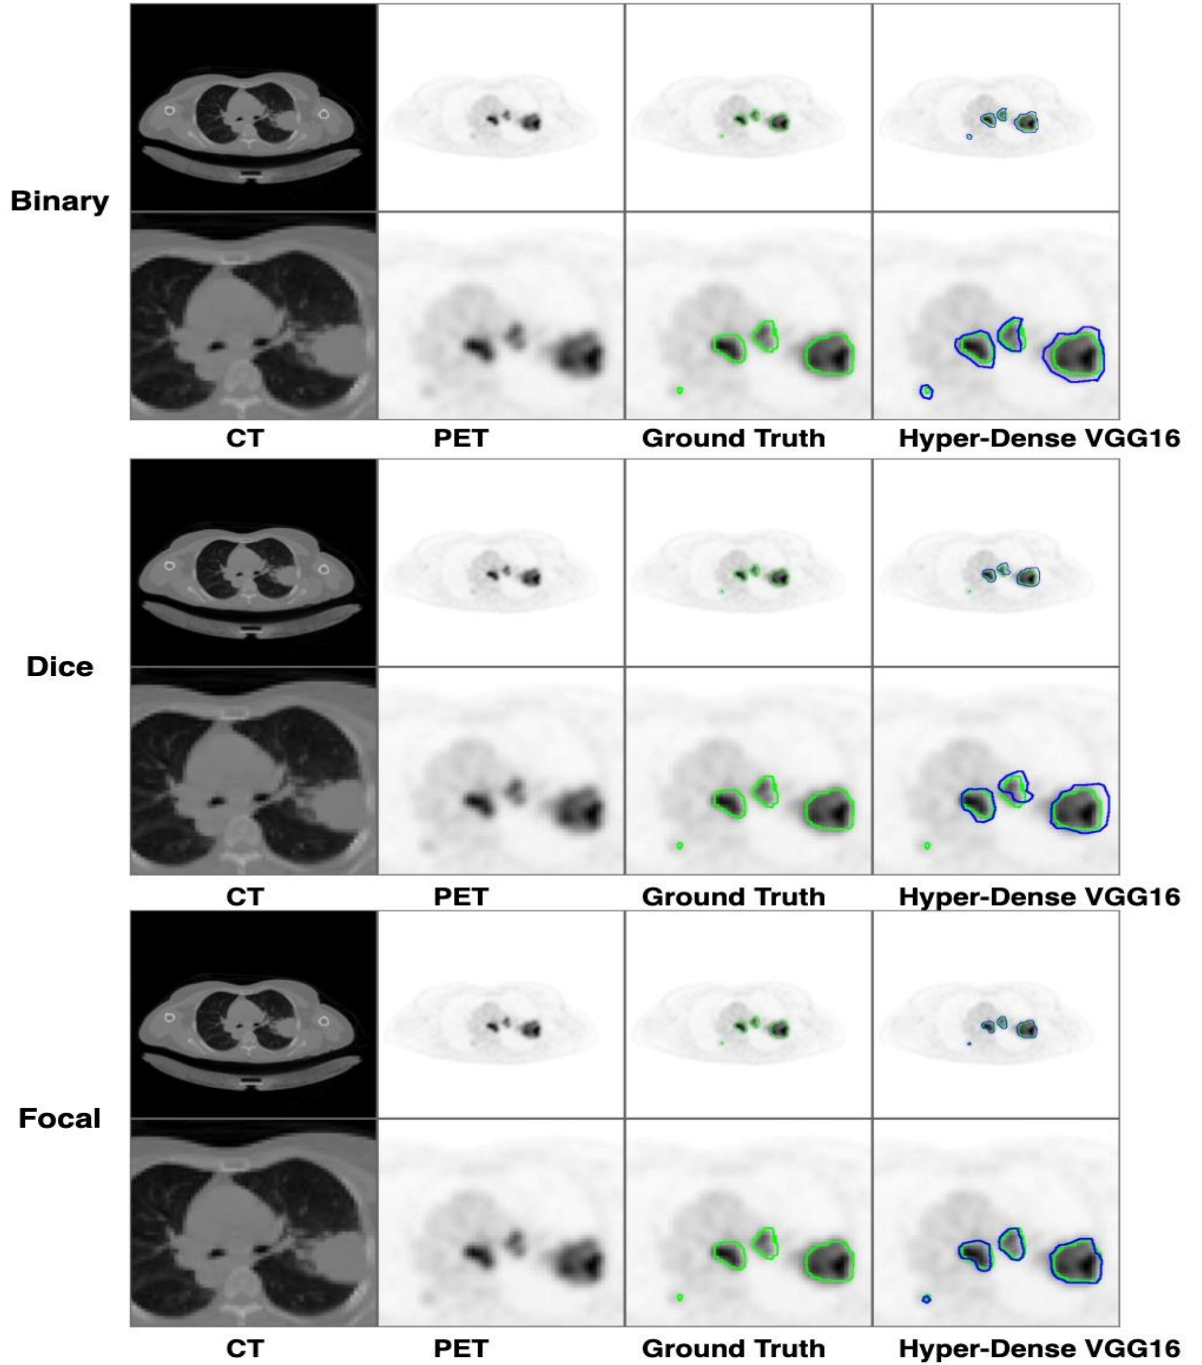 Binary
CT PET Ground Truth Hyper-Dense VGG16
Dice
CT PET Ground Truth Hyper-Dense VGG16
Focal
CT PET Ground Truth Hyper-Dense VGG16